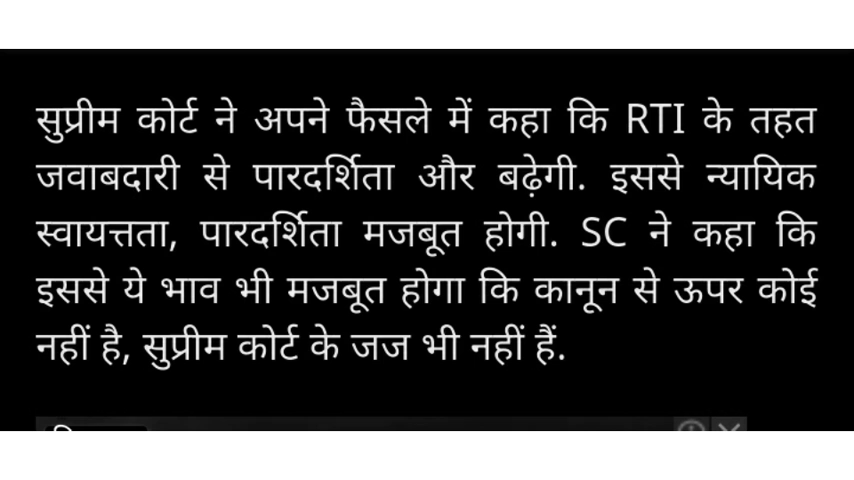 सुप्रीम कोर्ट ने अपने फैसले में कहा कि RTI के तहत
जवाबदारी से पारदर्शिता और बढ़ेगी. इससे न्यायिक
स्वायत्तता, पारदर्शिता मजबूत होगी. SC ने कहा कि
इससे ये भाव भी मजबूत होगा कि कानून से ऊपर कोई
नहीं है, सुप्रीम कोर्ट के जज भी नहीं हैं.